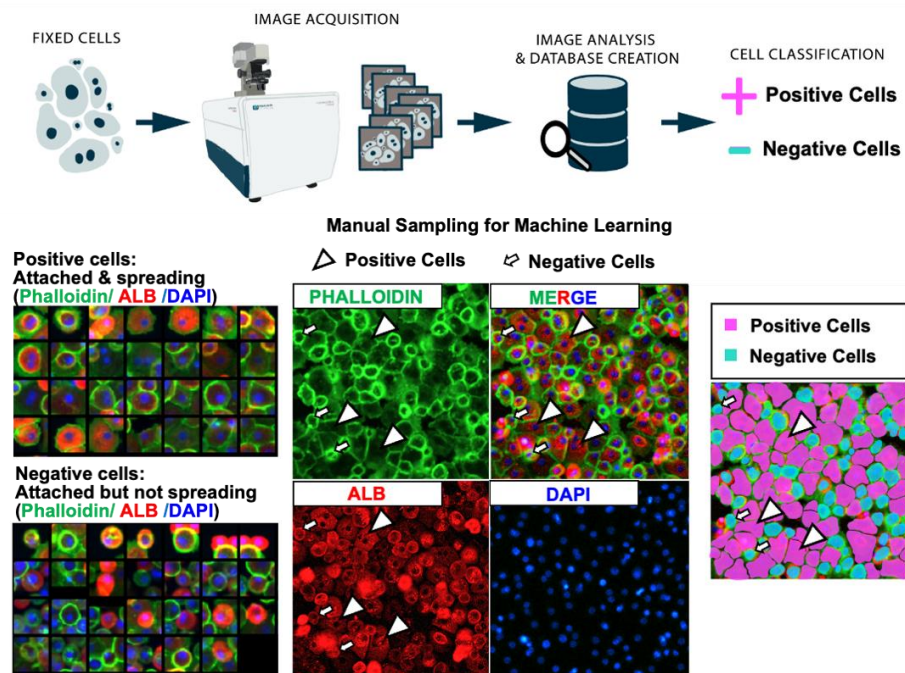 IMAGE ACQUISITION
FIXED CELLS
IMAGE ANALYSIS
& DATABASE CREATION
CELL CLASSIFICATION
Positive Cells
Negative Cells
Manual Sampling for Machine Learning
Positive Cells
Negative Cells
Positive cells:
Attached & spreading
(Phalloidin/ ALB /DAPI)
Negative cells:
Attached but not spreading
(Phalloidin/ ALB /DAPI)
PHALLOIDIN
MERGE
ALB
DAPI
Positive Cells
Negative Cells